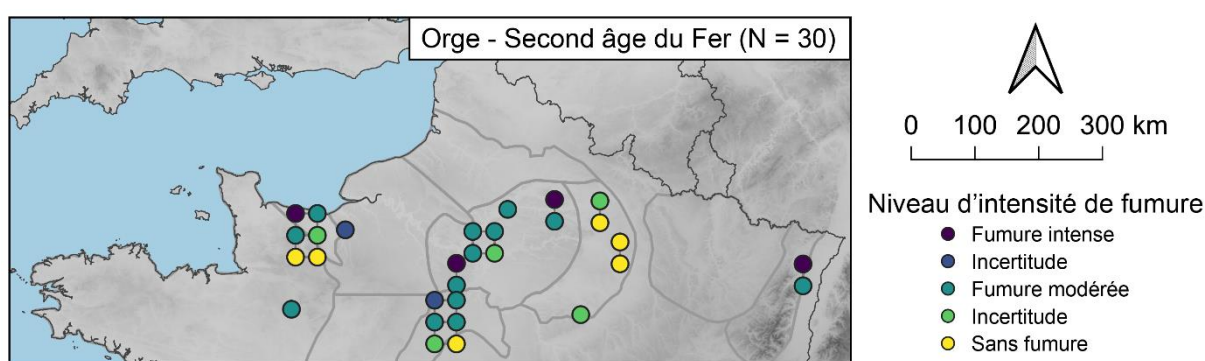 Orge - Second âge du Fer (N = 30)
0 100 200 300 km
Niveau d'intensité de fumure
Fumure intense
Incertitude
Fumure modérée
Incertitude
Sans fumure